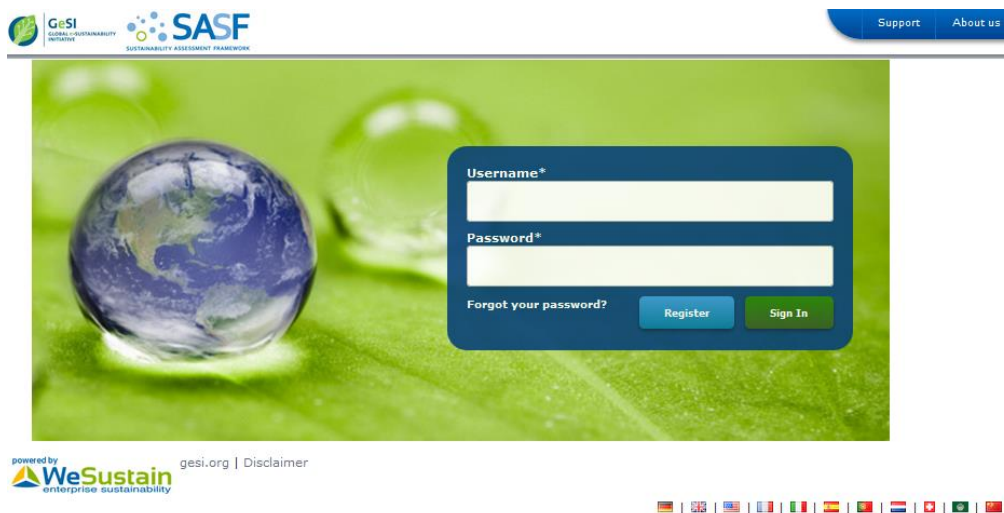 GeSI
GLOBAL e-SUSTAINABILITY
INITIATIVE
SASF
SUSTAINABILITY ASSESSMENT FRAMEWORK
Support
About us
Username*
Password*
Forgot your password?
Register
Sign In
powered by
WeSustain
enterprise sustainability
gesi.org | Disclaimer